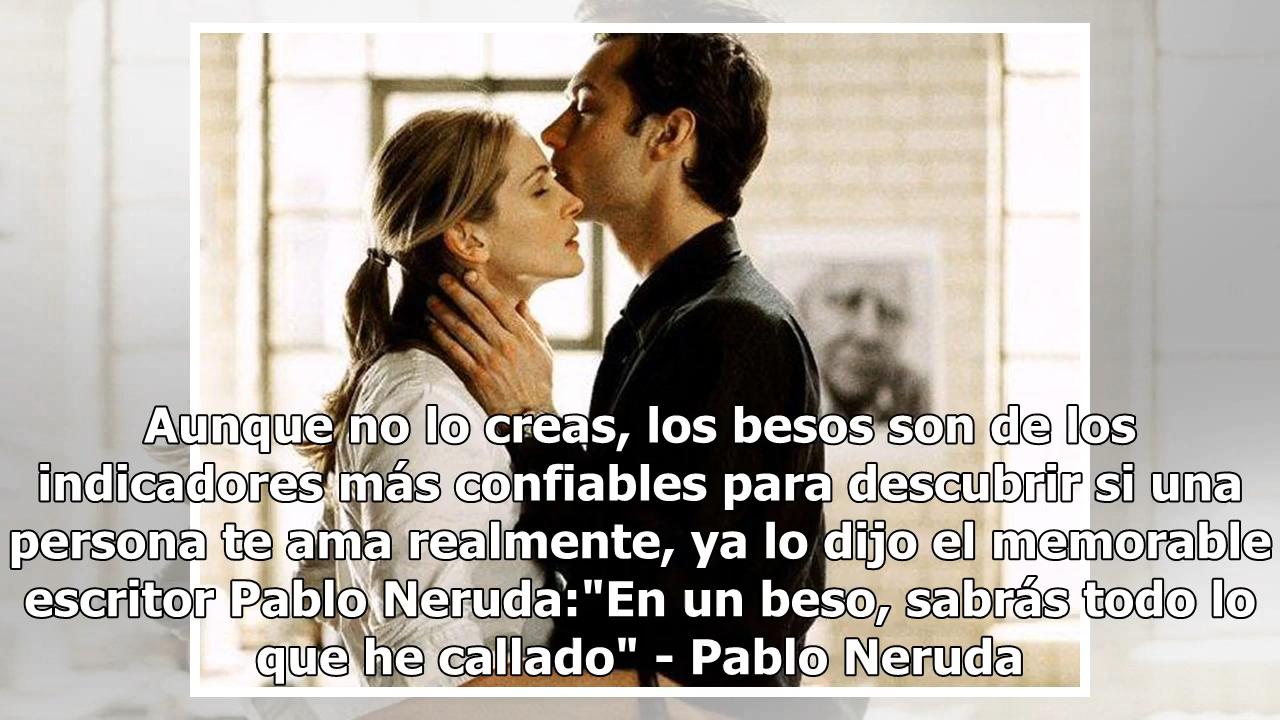 Aunque no lo creas, los besos son de los
indicadores más confiables para descubrir si una
persona te ama realmente, ya lo dijo el memorable
escritor Pablo Neruda:"En un beso, sabrás todo lo
que he callado" - Pablo Neruda